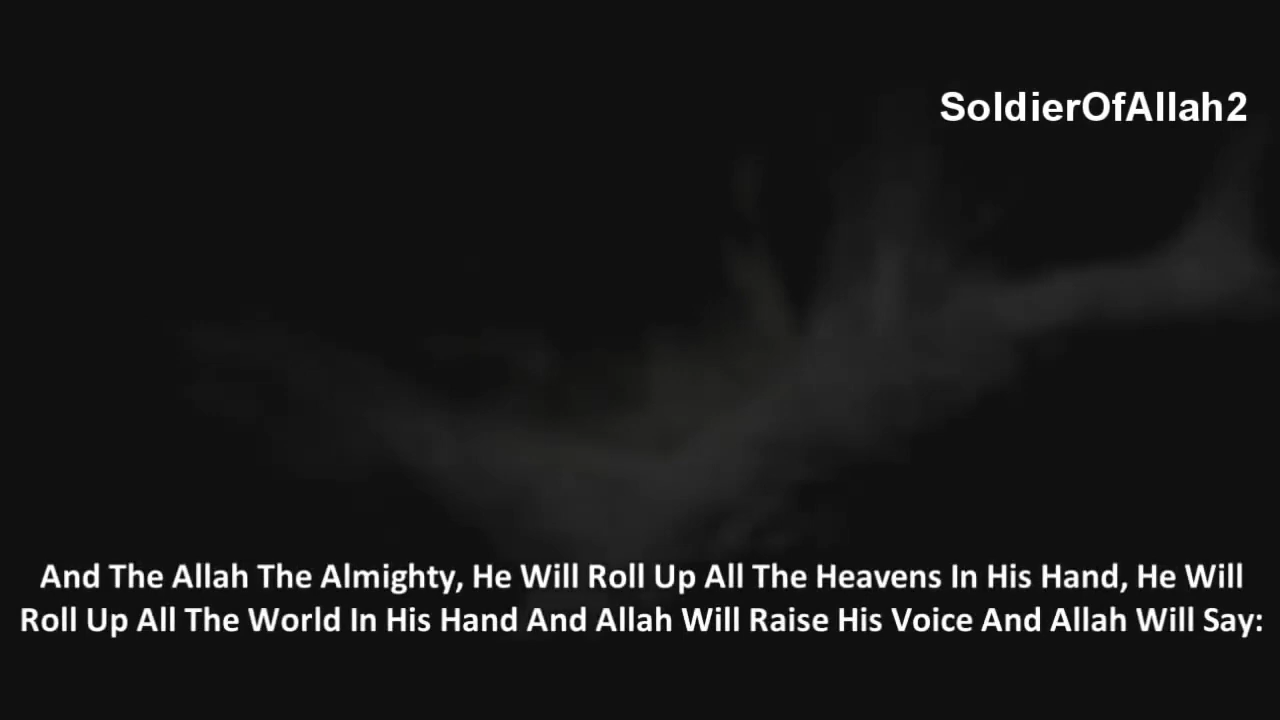 SoldierOfAllah2
And The Allah The Almighty, He Will Roll Up All The Heavens In His Hand, He Will
Roll Up All The World In His Hand And Allah Will Raise His Voice And Allah Will Say: